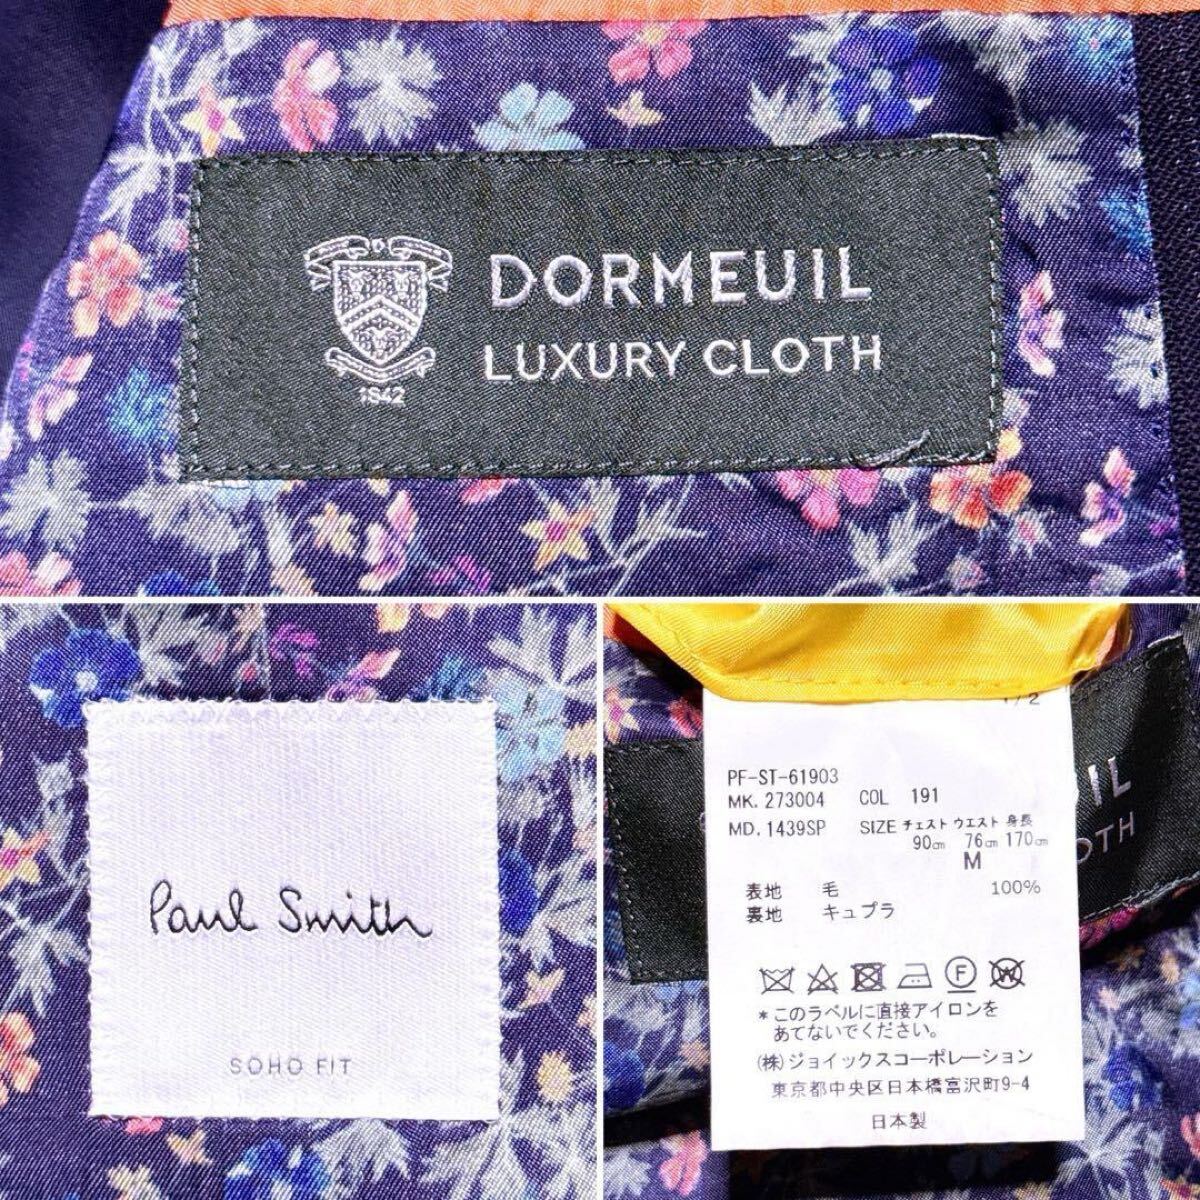 DORMEUIL
LUXURY CLOTH
1842
Paul Smith
SOHO FIT
1/2
PF-ST-61903
MK. 273004 COL 191
MD. 1439SP SIZE チェスト ウエスト 身長
90cm 76cm 170cm
M
表地 毛 100%
裏地 キュプラ
F W
*このラベルに直接アイロンを
あてないでください。
(株)ジョイックスコーポレーション
東京都中央区日本橋富沢町9-4
日本製
IL
OTH